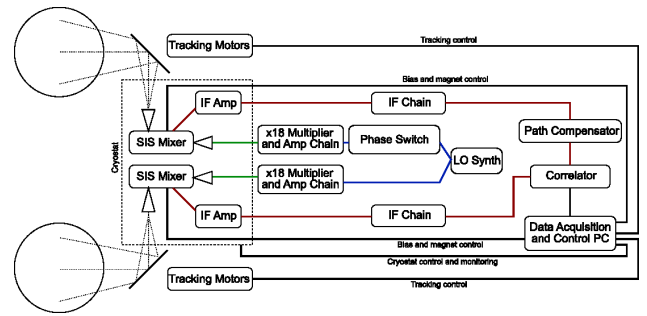 Tracking Motors
Tracking control
Bias and magnet control
IF Amp
IF Chain
Cryostat
SIS Mixer
x18 Multiplier
and Amp Chain
Phase Switch
Path Compensator
LO Synth
SIS Mixer
x18 Multiplier
and Amp Chain
Correlator
IF Amp
IF Chain
Data Acquisition
and Control PC
Bias and magnet control
Cryostat control and monitoring
Tracking Motors
Tracking control